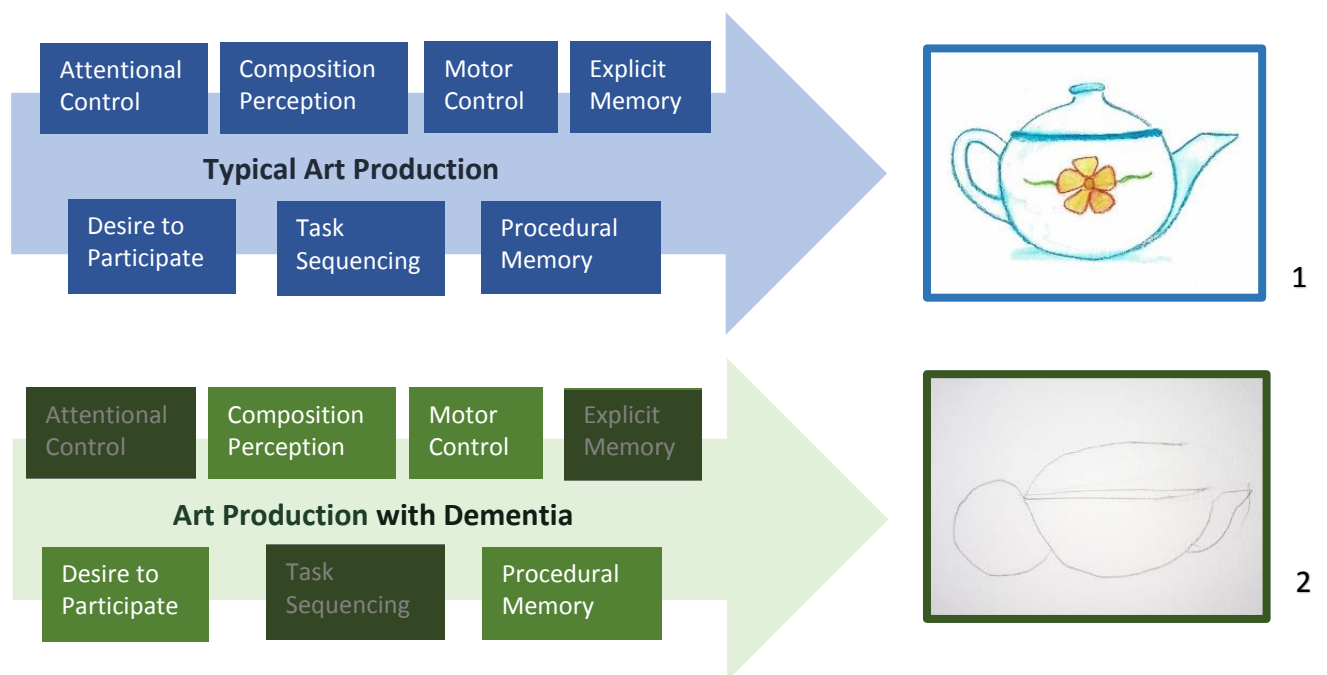 Attentional
Control
Composition
Perception
Motor
Control
Explicit
Memory
Typical Art Production
Desire to
Participate
Task
Sequencing
Procedural
Memory
1
Attentional
Control
Composition
Perception
Motor
Control
Explicit
Memory
Art Production with Dementia
Desire to
Participate
Task
Sequencing
Procedural
Memory
2